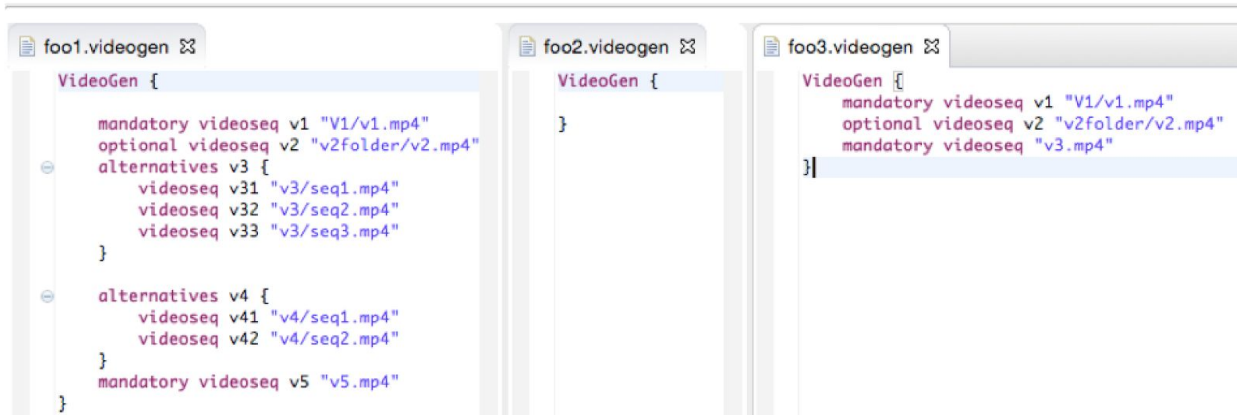 foo1.videogen
VideoGen {
mandatory videoseq v1 "V1/v1.mp4"
optional videoseq v2 "v2folder/v2.mp4"
alternatives v3 {
videoseq v31 "v3/seq1.mp4"
videoseq v32 "v3/seq2.mp4"
videoseq v33 "v3/seq3.mp4"
}
alternatives v4 {
videoseq v41 "v4/seq1.mp4"
videoseq v42 "v4/seq2.mp4"
}
mandatory videoseq v5 "v5.mp4"
}
foo2.videogen
VideoGen {
}
foo3.videogen
VideoGen {
mandatory videoseq v1 "V1/v1.mp4"
optional videoseq v2 "v2folder/v2.mp4"
mandatory videoseq "v3.mp4"
}